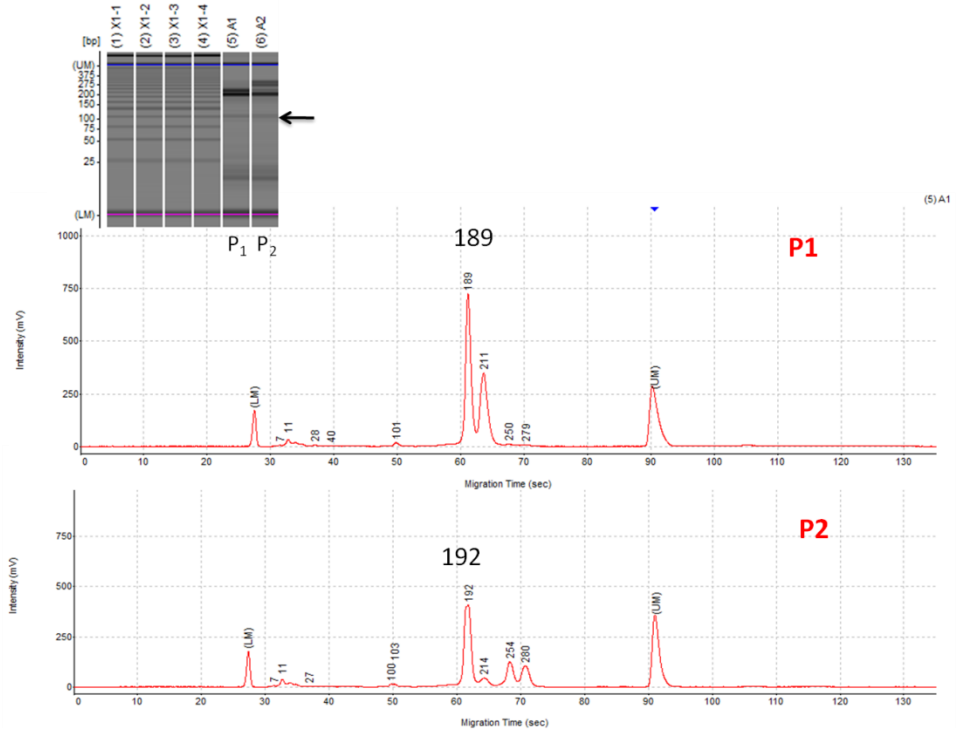 (1) X1-1
(2) X1-2
(3) X1-3
(4) X1-4
(5) A1
(6) A2
[bp]
(UM)
375
275
200
150
100
75
50
25
(LM)
P1 P2
(5) A1
189
P1
Intensity (mV)
1000
750
500
250
0
(LM)
7
11
28
40
101
189
211
250
279
(UM)
0 10 20 30 40 50 60 70 80 90 100 110 120 130
Migration Time (sec)
192
P2
Intensity (mV)
750
500
250
0
(LM)
7
11
27
100
103
192
214
254
280
(UM)
0 10 20 30 40 50 60 70 80 90 100 110 120 130
Migration Time (sec)